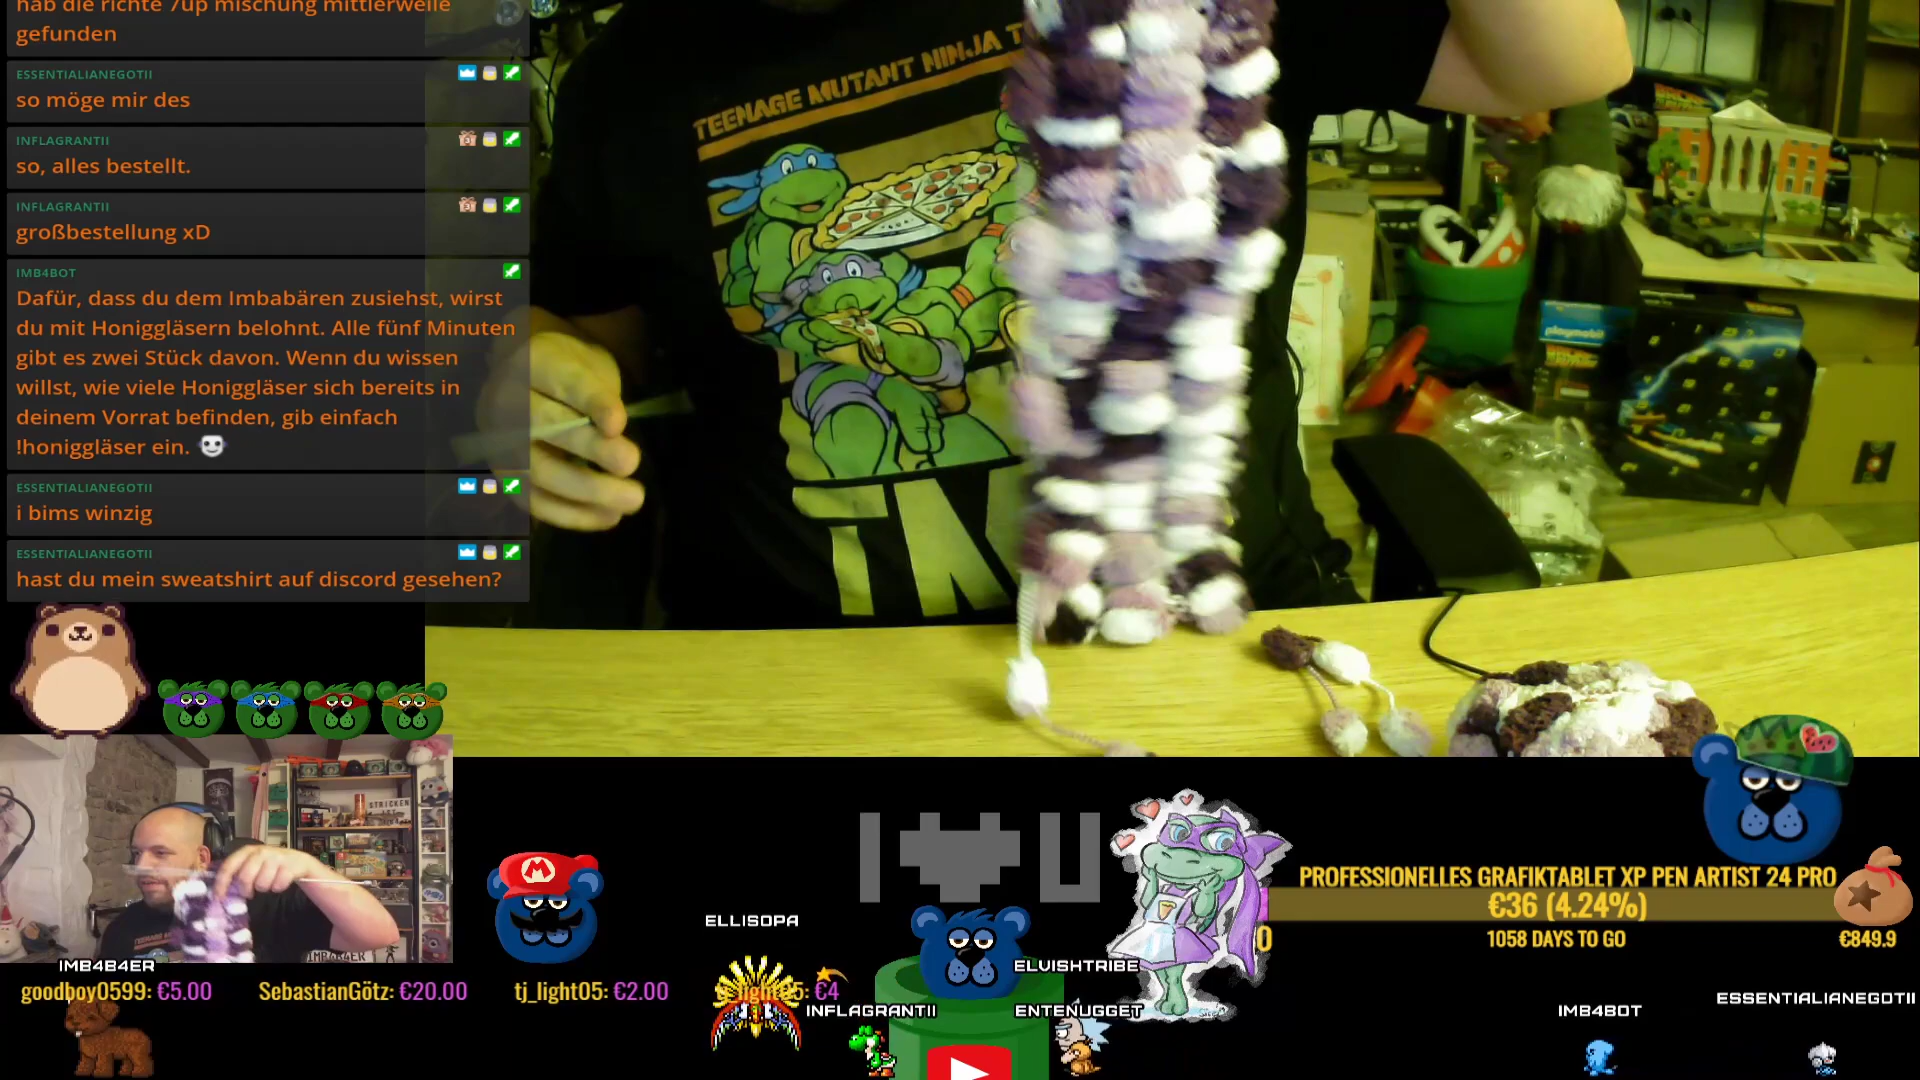 hab die richte 7up mischung mittlerweile
gefunden
ESSENTIALIANEGOTII
so möge mir des
INFLAGRANTII
so, alles bestellt.
INFLAGRANTII
großbestellung xD
IMB4BOT
Dafür, dass du dem Imbabären zusiehst, wirst
du mit Honiggläsern belohnt. Alle fünf Minuten
gibt es zwei Stück davon. Wenn du wissen
willst, wie viele Honiggläser sich bereits in
deinem Vorrat befinden, gib einfach
!honiggläser ein.
ESSENTIALIANEGOTII
i bims winzig
ESSENTIALIANEGOTII
hast du mein sweatshirt auf discord gesehen?
TEENAGE MUTANT NINJA T
playmobil
STRICKEN
IMB4B4ER
goodboy0599: €5.00
SebastianGötz: €20.00
tj_light05: €2.00
ELLISOPA
INFLAGRANTII
I U
ELVISHTRIBE
ENTENUGGET
PROFESSIONELLES GRAFIKTABLET XP PEN ARTIST 24 PRO
€36 (4.24%)
0
1058 DAYS TO GO
€849.9
IMB4BOT
ESSENTIALIANEGOTII